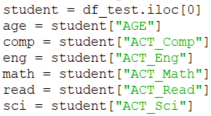 student = df_test.iloc[0]
age = student["AGE"]
comp = student["ACT_Comp"]
eng = student["ACT_Eng"]
math = student["ACT_Math"]
read = student["ACT_Read"]
sci = student["ACT_Sci"]